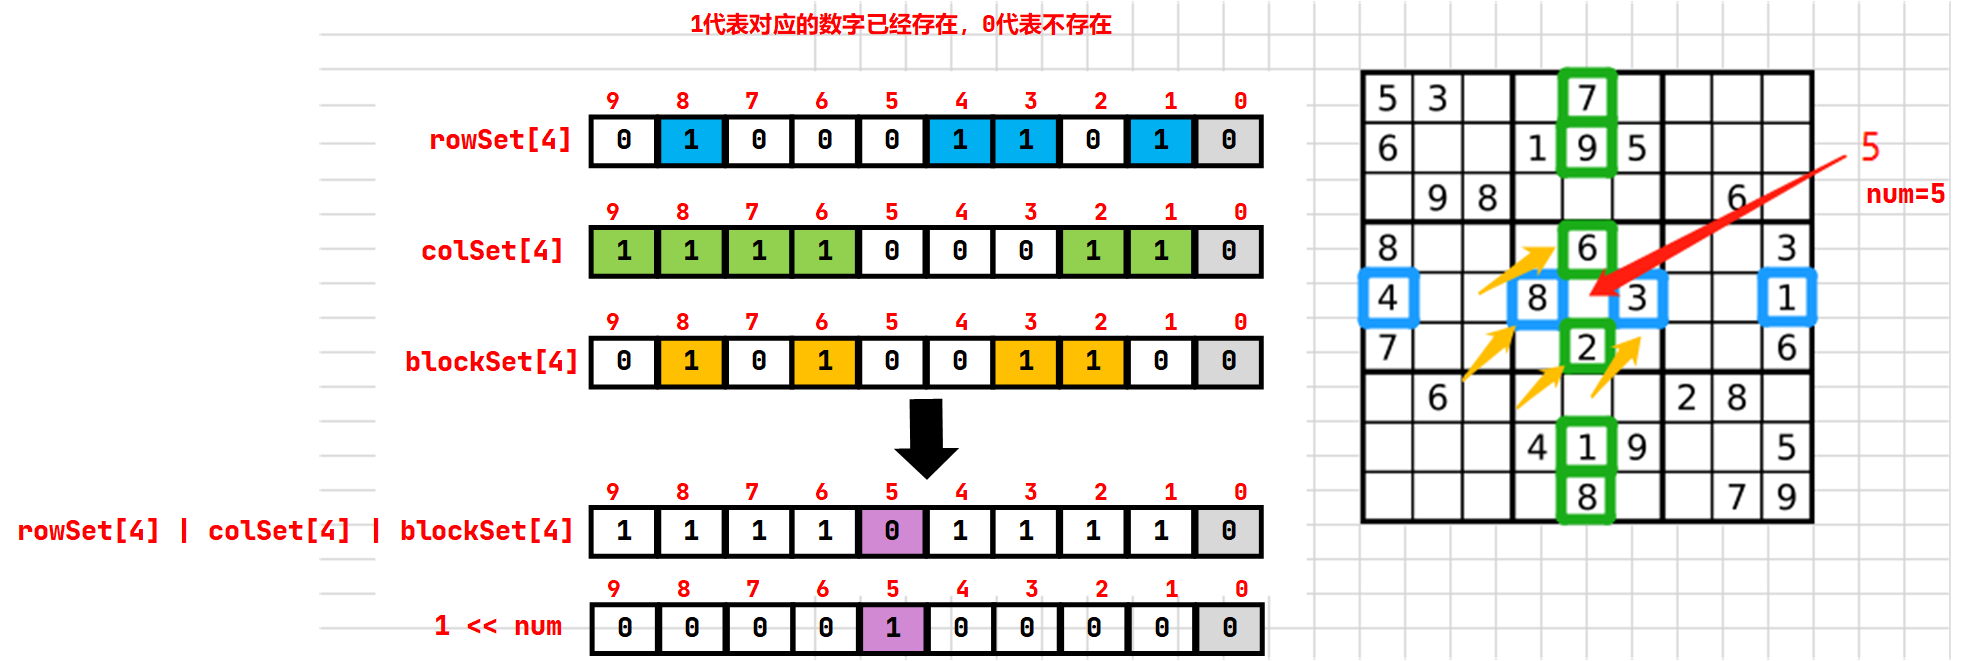 1代表对应的数字已经存在，0代表不存在
9 8 7 6 5 4 3 2 1 0
rowSet[4] 0 1 0 0 0 1 1 0 1 0
9 8 7 6 5 4 3 2 1 0
colSet[4] 1 1 1 1 0 0 0 1 1 0
9 8 7 6 5 4 3 2 1 0
blockSet[4] 0 1 0 1 0 0 1 1 0 0
9 8 7 6 5 4 3 2 1 0
rowSet[4] | colSet[4] | blockSet[4] 1 1 1 1 0 1 1 1 1 0
9 8 7 6 5 4 3 2 1 0
1 << num 0 0 0 0 1 0 0 0 0 0
5 3 7
6 1 9 5
9 8 6
8 6 3
4 8 3 1
7 2 6
6 2 8
4 1 9 5
8 7 9
5
num=5